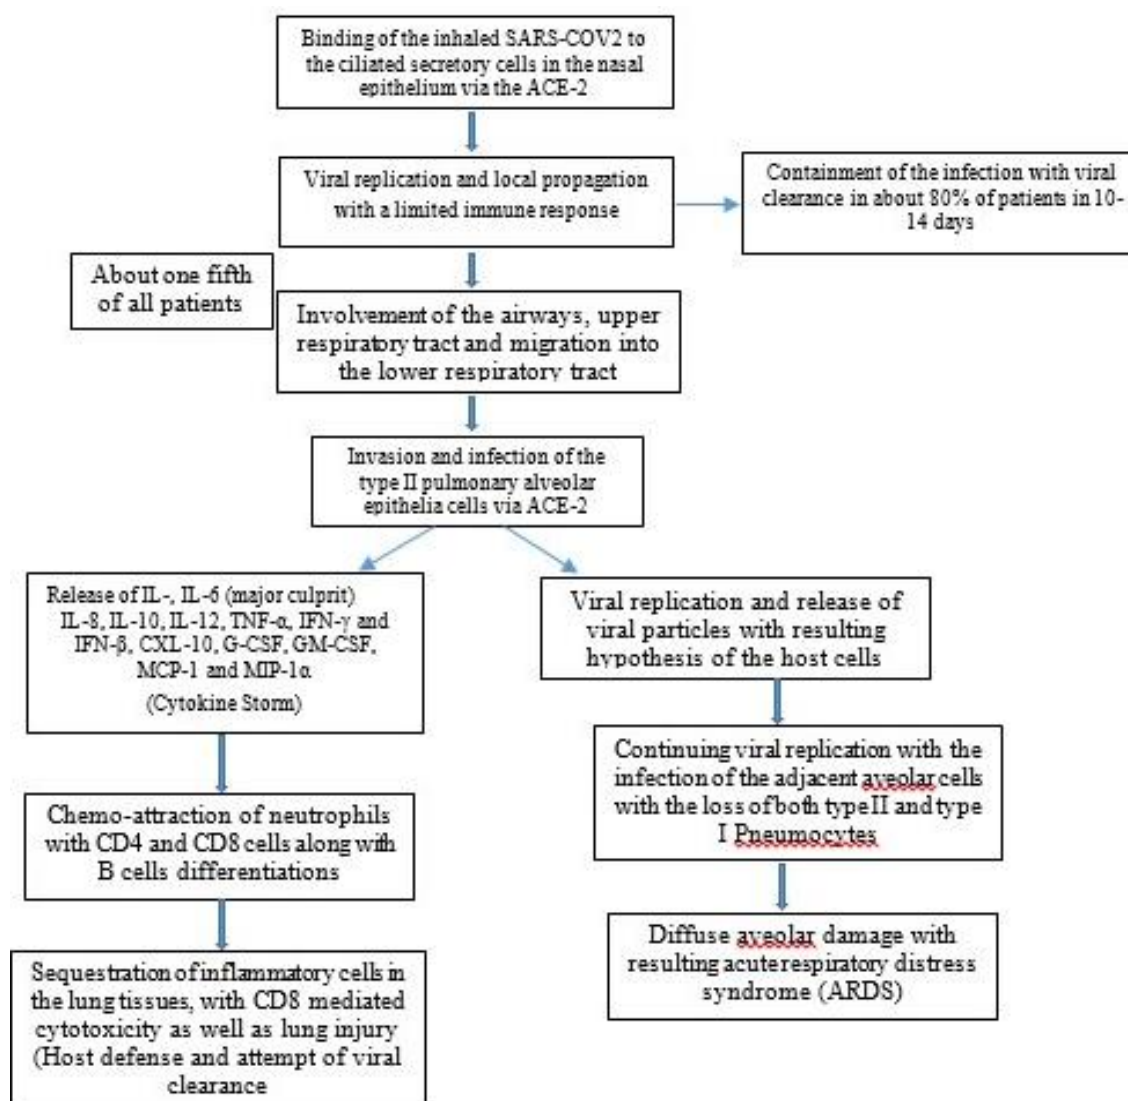 Binding of the inhaled SARS-COV2 to
the ciliated secretory cells in the nasal
epithelium via the ACE-2
Viral replication and local propagation
with a limited immune response
Containment of the infection with viral
clearance in about 80% of patients in 10-
14 days
About one fifth
of all patients
Involvement of the airways, upper
respiratory tract and migration into
the lower respiratory tract
Invasion and infection of the
type II pulmonary alveolar
epithelia cells via ACE-2
Release of IL-, IL-6 (major culprit)
IL-8, IL-10, IL-12, TNF-α, IFN-γ and
IFN-β, CXL-10, G-CSF, GM-CSF,
MCP-1 and MIP-1α
(Cytokine Storm)
Viral replication and release of
viral particles with resulting
hypothesis of the host cells
Continuing viral replication with the
infection of the adjacent aveolar cells
with the loss of both type II and type
I Pneumocytes
Chemo-attraction of neutrophils
with CD4 and CD8 cells along with
B cells differentiations
Diffuse aveolar damage with
resulting acute respiratory distress
syndrome (ARDS)
Sequestration of inflammatory cells in
the lung tissues, with CD8 mediated
cytotoxicity as well as lung injury
(Host defense and attempt of viral
clearance